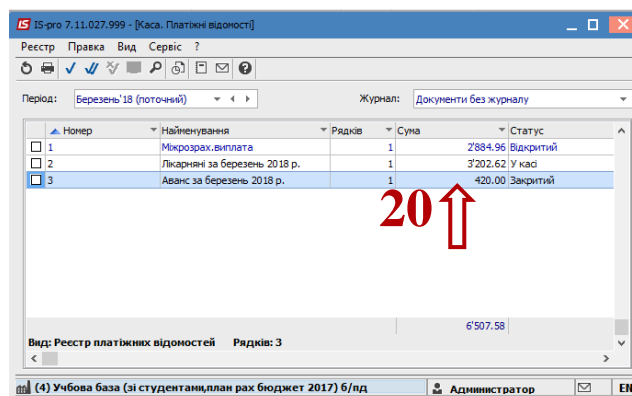 IS IS-pro 7.11.027.999 - [Каса. Платіжні відомості]
Реєстр Правка Вид Сервіс ?
Період: Березень'18 (поточний) Журнал: Документи без журналу
Номер Найменування Рядків Сума Статус
1 Міжрозрах.виплата 1 2'884.96 Відкритий
2 Лікарняні за березень 2018 р. 1 3'202.62 У касі
3 Аванс за березень 2018 р. 1 420.00 Закритий
20
6'507.58
Вид: Реєстр платіжних відомостей Рядків: 3
(4) Учбова база (зі студентами,план рах бюджет 2017) б/пд Администратор EN